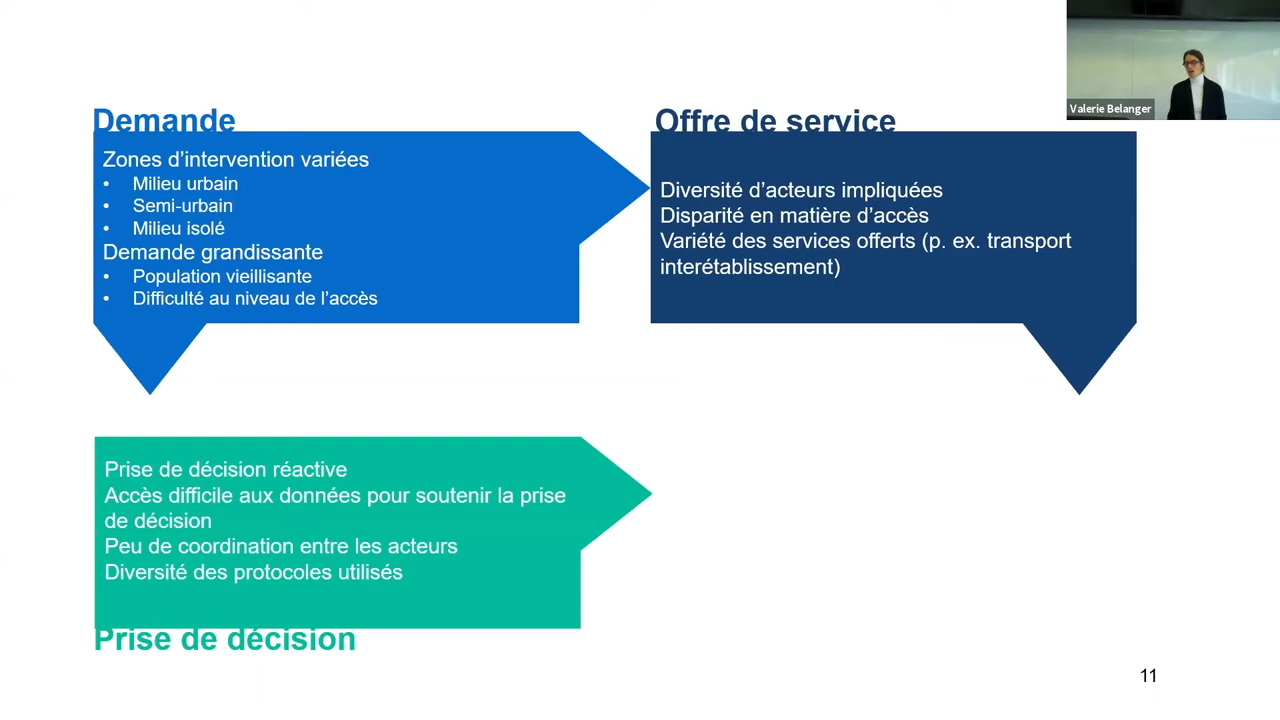 Valerie Belanger
Demande
Zones d’intervention variées
• Milieu urbain
• Semi-urbain
• Milieu isolé
Demande grandissante
• Population vieillisante
• Difficulté au niveau de l’accès
Offre de service
Diversité d’acteurs impliquées
Disparité en matière d’accès
Variété des services offerts (p. ex. transport
interétablissement)
Prise de décision réactive
Accès difficile aux données pour soutenir la prise
de décision
Peu de coordination entre les acteurs
Diversité des protocoles utilisés
Prise de décision
11